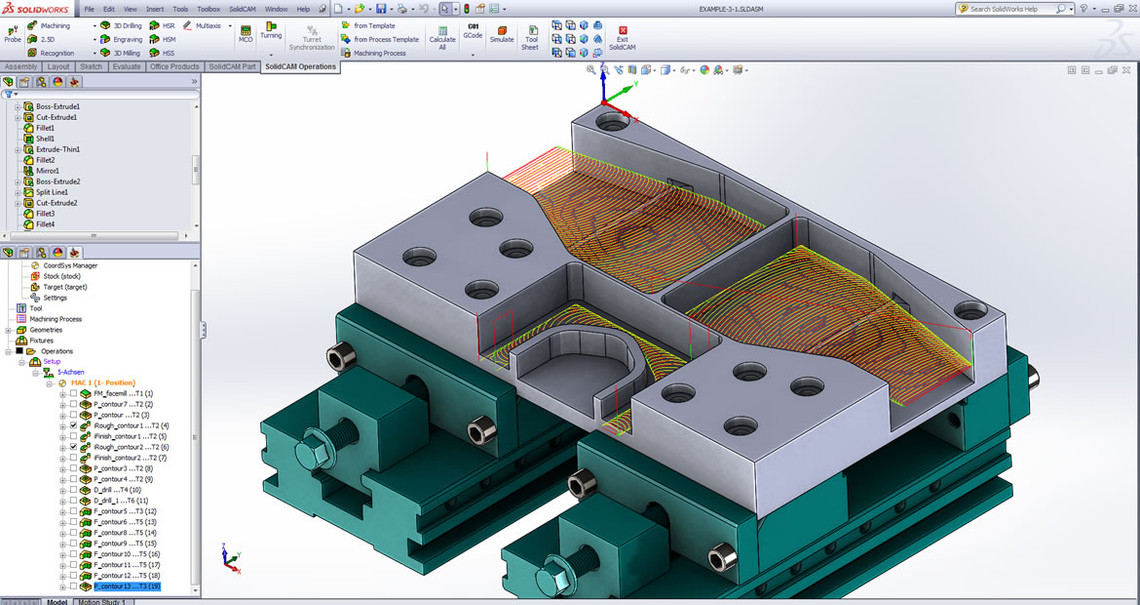 SOLIDWORKS File Edit View Insert Tools Toolbox SolidCAM Window Help EXAMPLE-3-1.SLDASM Search SolidWorks Help
Probe
iMachining
2.5D
Recognition
3D Drilling
Engraving
3D Milling
HSR
HSM
HSS
Multiaxis
MCO
Turning
Turret Synchronization
from Template
from Process Template
Machining Process
Calculate All
GCode
Simulate
Tool Sheet
Exit SolidCAM
Assembly Layout Sketch Evaluate Office Products SolidCAM Part SolidCAM Operations
Boss-Extrude1
Cut-Extrude1
Fillet1
Shell1
Extrude-Thin1
Fillet2
Mirror1
Boss-Extrude2
Split Line1
Cut-Extrude2
Fillet3
Fillet4
CoordSys Manager
Stock (stock)
Target (target)
Settings
Tool
Machining Process
Geometries
Fixtures
Operations
Setup
5-Achsen
MAC 1 (1- Position)
FM_facemill ...T1 (1)
P_contour7 ...T2 (2)
P_contour ...T2 (3)
iRough_contour1 ...T2 (4)
iFinish_contour1 ...T2 (5)
iRough_contour2 ...T2 (6)
iFinish_contour2 ...T2 (7)
P_contour3 ...T2 (8)
P_contour4 ...T2 (9)
D_drill ...T4 (10)
D_drill_1 ...T6 (11)
F_contour5 ...T3 (12)
F_contour6 ...T5 (13)
F_contour8 ...T5 (14)
F_contour9 ...T5 (15)
F_contour10 ...T5 (16)
F_contour11 ...T5 (17)
F_contour12 ...T5 (18)
F_contour13 ...T3 (19)
Model Motion Study 1